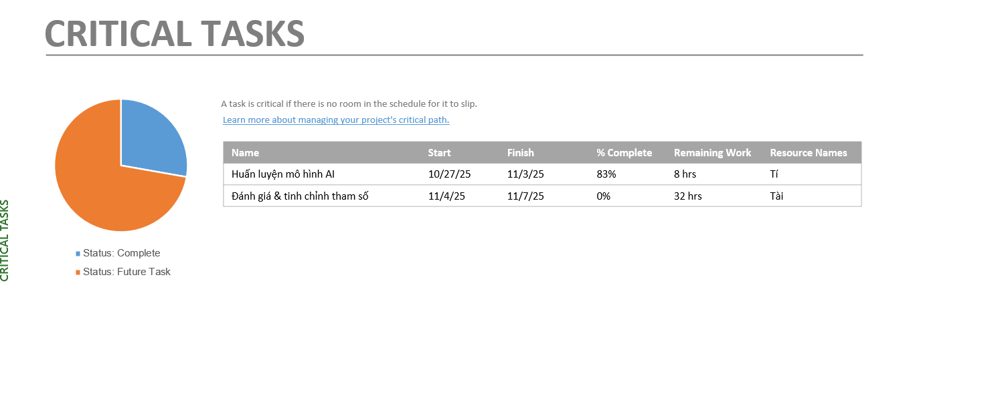 CRITICAL TASKS
A task is critical if there is no room in the schedule for it to slip.
Learn more about managing your project's critical path.
Name Start Finish % Complete Remaining Work Resource Names
Huấn luyện mô hình AI 10/27/25 11/3/25 83% 8 hrs Tí
Đánh giá & tinh chỉnh tham số 11/4/25 11/7/25 0% 32 hrs Tài
Status: Complete
Status: Future Task
CRITICAL TASKS